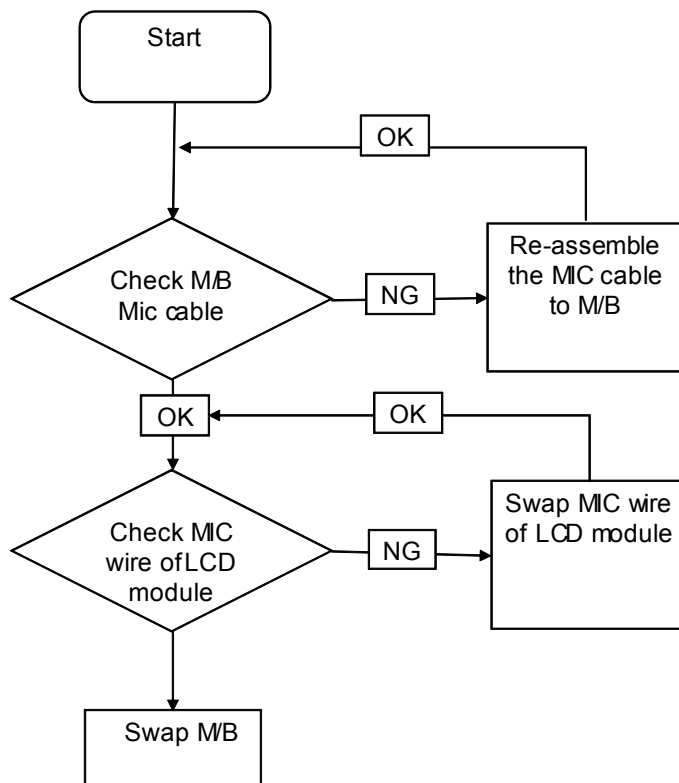 Start
OK
Check M/B
Mic cable
NG
Re-assemble
the MIC cable
to M/B
OK
OK
Check MIC
wire of LCD
module
NG
Swap MIC wire
of LCD module
Swap M/B